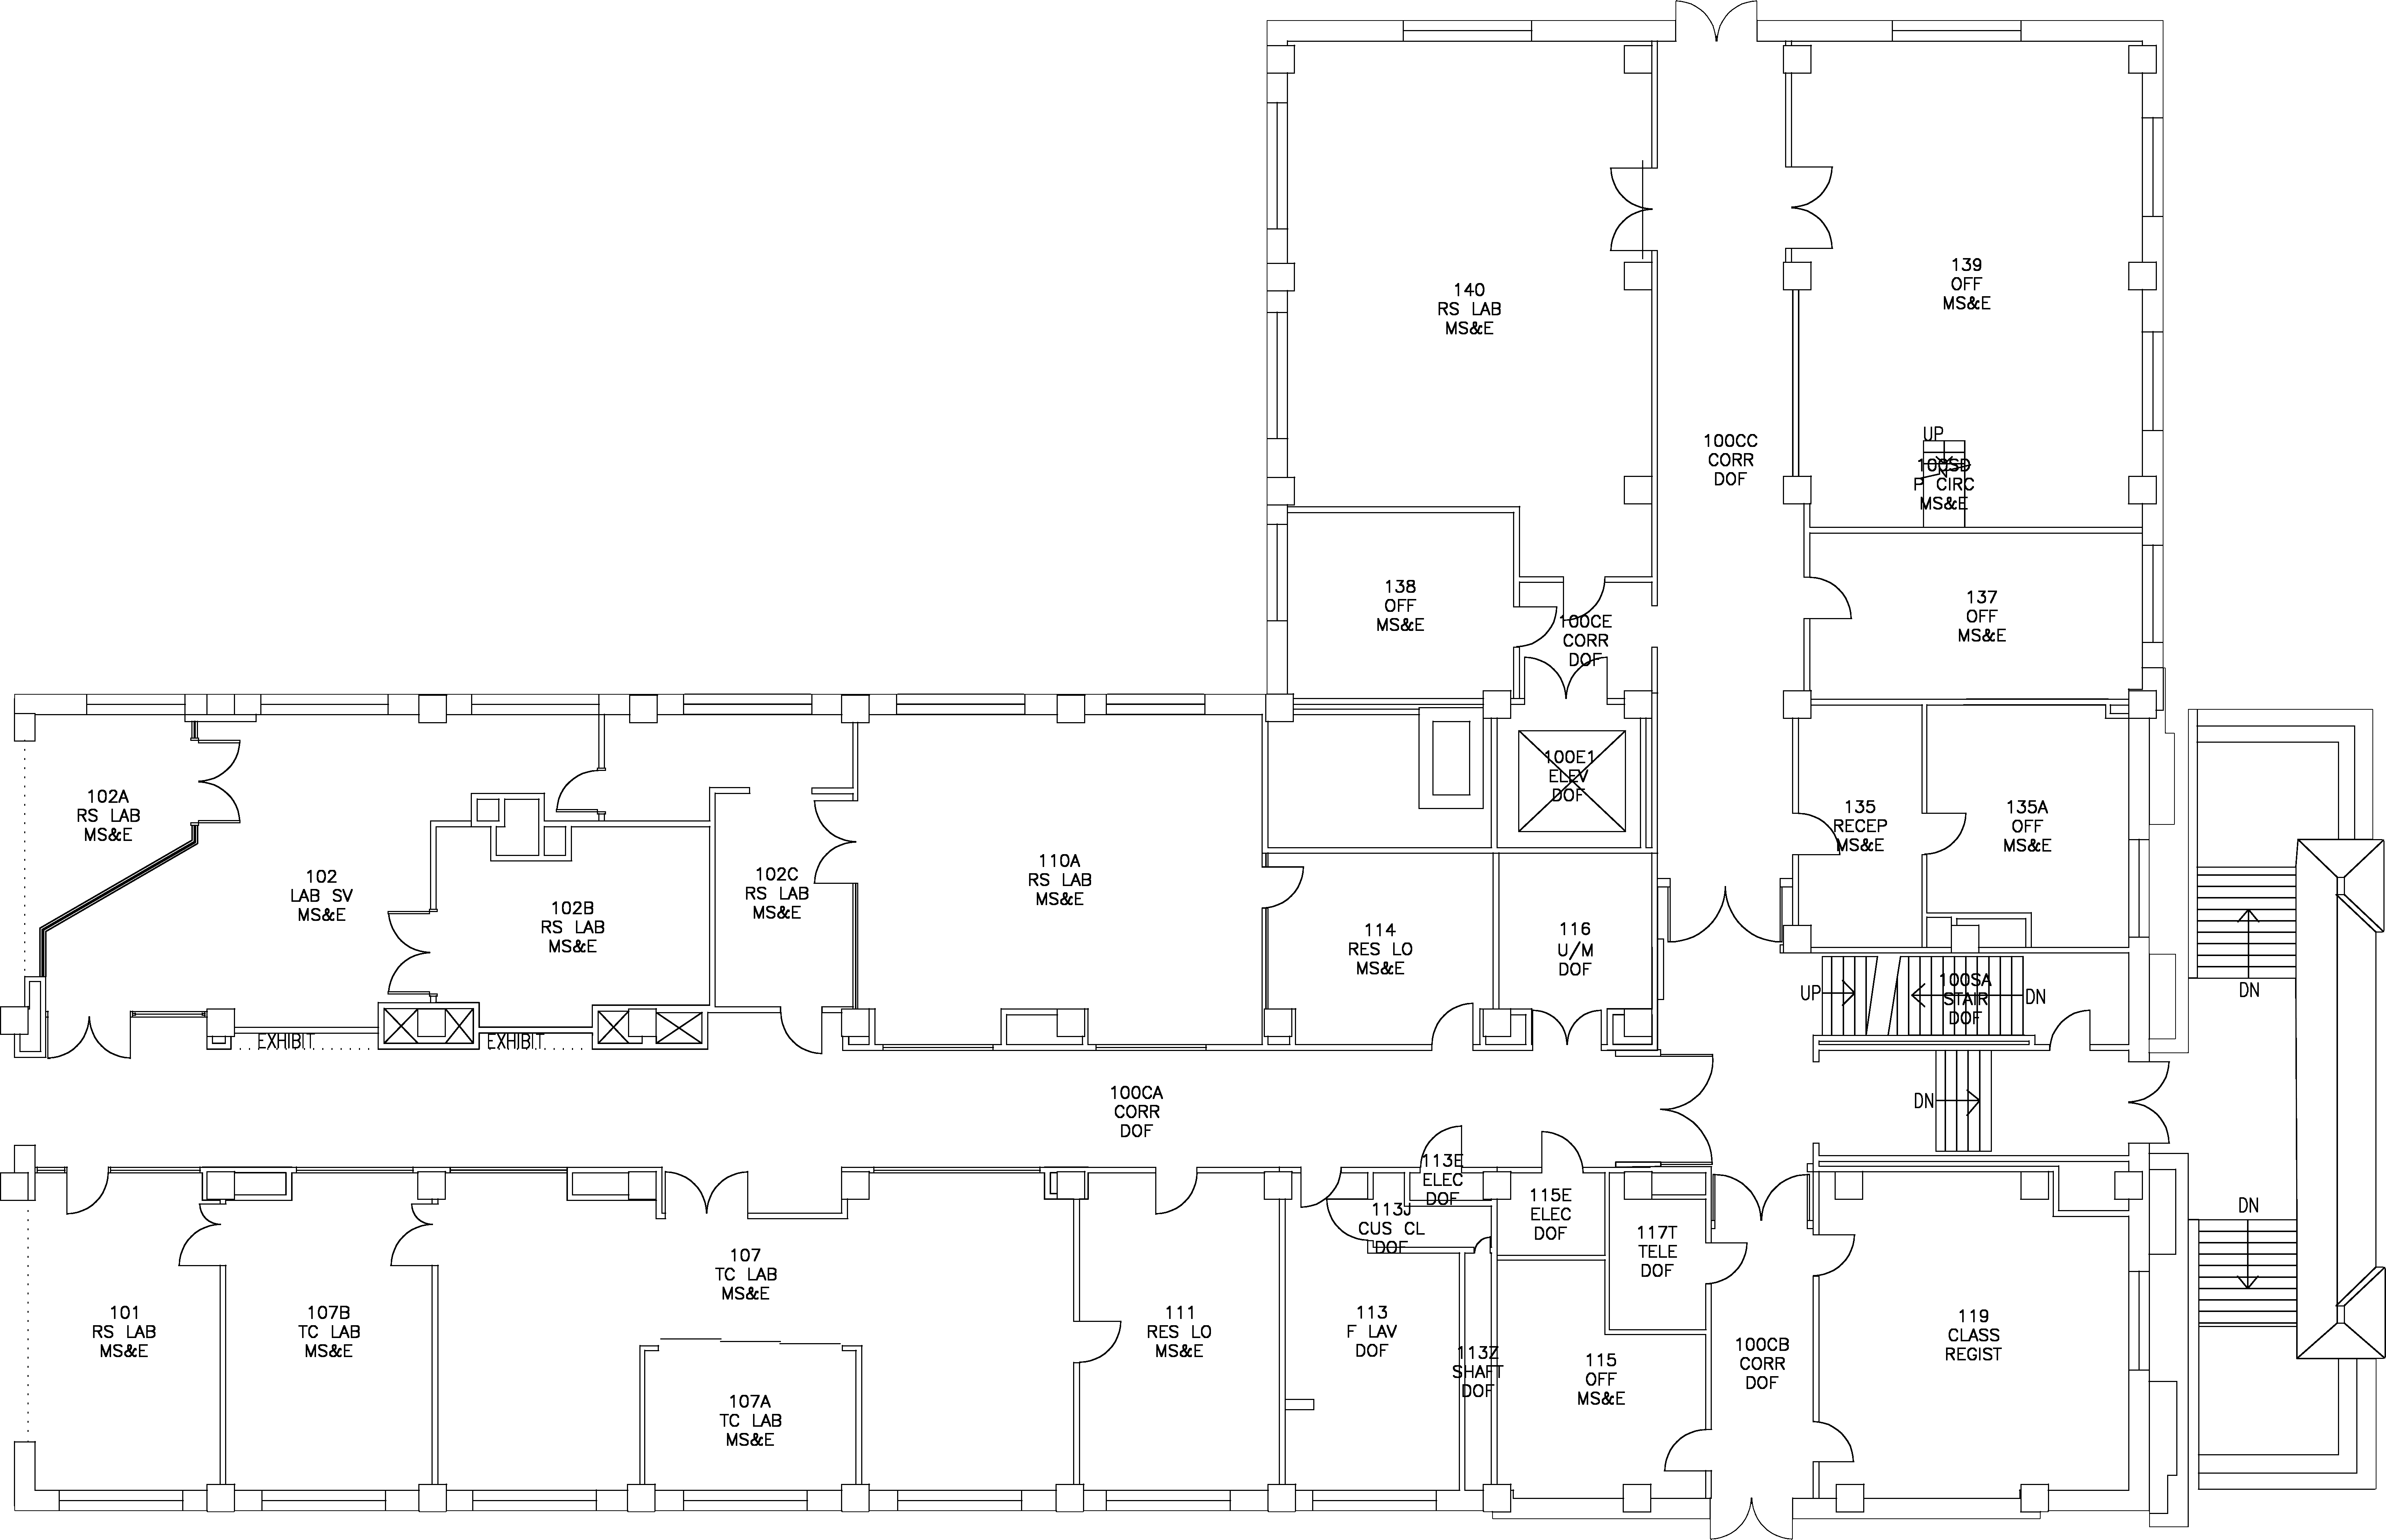 139
OFF
MS&E
140
RS LAB
MS&E
UP
100CC
CORR
DOF
100SD
P CIRC
MS&E
138
OFF
MS&E
137
OFF
MS&E
100CE
CORR
DOF
100E1
ELEV
DOF
102A
RS LAB
MS&E
135
RECEP
MS&E
135A
OFF
MS&E
110A
RS LAB
MS&E
102
LAB SV
MS&E
102C
RS LAB
MS&E
102B
RS LAB
MS&E
114
RES LO
MS&E
116
U/M
DOF
UP
100SA
STAIR
DOF
DN
DN
EXHIBIT
EXHIBIT
100CA
CORR
DOF
DN
113E
ELEC
DOF
115E
ELEC
DOF
113J
CUS CL
DOF
117T
TELE
DOF
DN
107
TC LAB
MS&E
101
RS LAB
MS&E
107B
TC LAB
MS&E
111
RES LO
MS&E
113
F LAV
DOF
113Z
SHAFT
DOF
115
OFF
MS&E
100CB
CORR
DOF
119
CLASS
REGIST
107A
TC LAB
MS&E